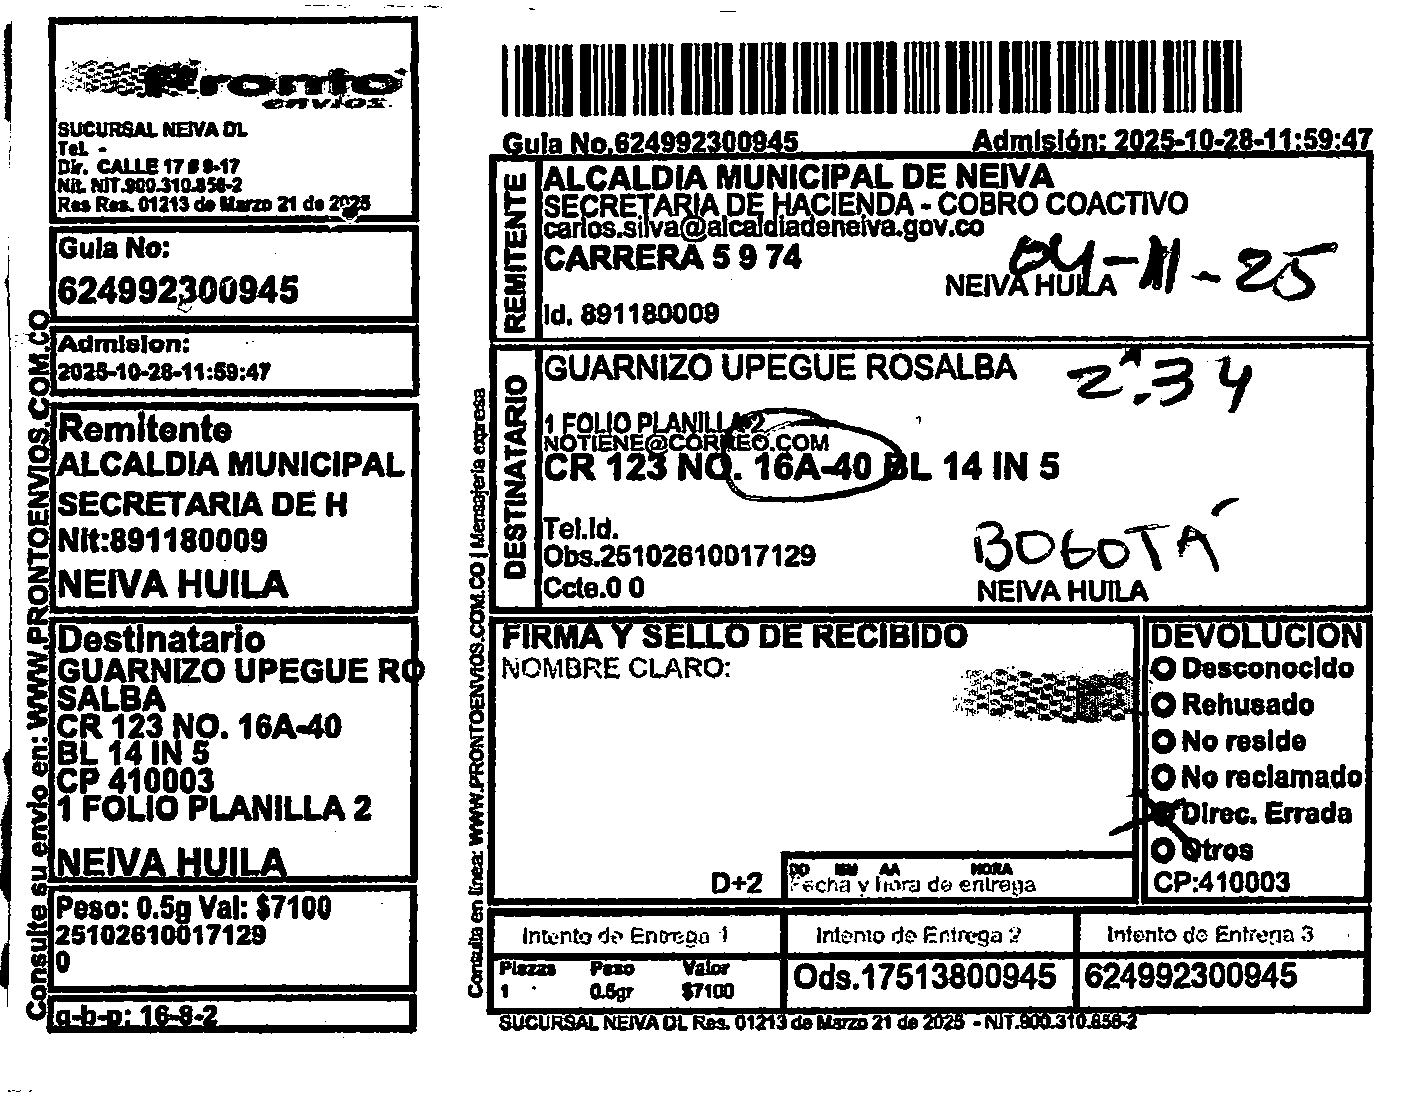 Pronto
envios.
SUCURSAL NEIVA DL
Tel. -
Dir. CALLE 17 # 9-17
Nit. NIT.900.310.856-2
Res Res. 01213 de Marzo 21 de 2025
Guia No:
624992300945
Admision:
2025-10-28-11:59:47
Remitente
ALCALDIA MUNICIPAL
SECRETARIA DE H
Nit:891180009
NEIVA HUILA
Destinatario
GUARNIZO UPEGUE RO
SALBA
CR 123 NO. 16A-40
BL 14 IN 5
CP 410003
1 FOLIO PLANILLA 2
NEIVA HUILA
Peso: 0.5g Val: $7100
25102610017129
0
a-b-p: 16-8-2
Consulte su envio en: WWW.PRONTOENVIOS.COM.CO
Guia No.624992300945
Admisión: 2025-10-28-11:59:47
REMITENTE
ALCALDIA MUNICIPAL DE NEIVA
SECRETARIA DE HACIENDA - COBRO COACTIVO
carlos.silva@alcaldiadeneiva.gov.co
CARRERA 5 9 74
NEIVA HUILA
04-11-25
Id. 891180009
DESTINATARIO
GUARNIZO UPEGUE ROSALBA
2:34
1 FOLIO PLANILLA 2
NOTIENE@CORREO.COM
CR 123 NO. 16A-40 BL 14 IN 5
Tel.Id.
BOGOTÁ
Obs.25102610017129
Ccte.0 0
NEIVA HUILA
FIRMA Y SELLO DE RECIBIDO
NOMBRE CLARO:
D+2
DD MM AA HORA
Fecha y hora de entrega
DEVOLUCION
Desconocido
Rehusado
No reside
No reclamado
Direc. Errada
Otros
CP:410003
Intento de Entrega 1
Intento de Entrega 2
Intento de Entrega 3
Piezas Peso Valor
1 0.5gr $7100
Ods.17513800945
624992300945
Consulta en linea: WWW.PRONTOENVIOS.COM.CO | Mensajeria expresa
SUCURSAL NEIVA DL Res. 01213 de Marzo 21 de 2025 - NIT.900.310.856-2